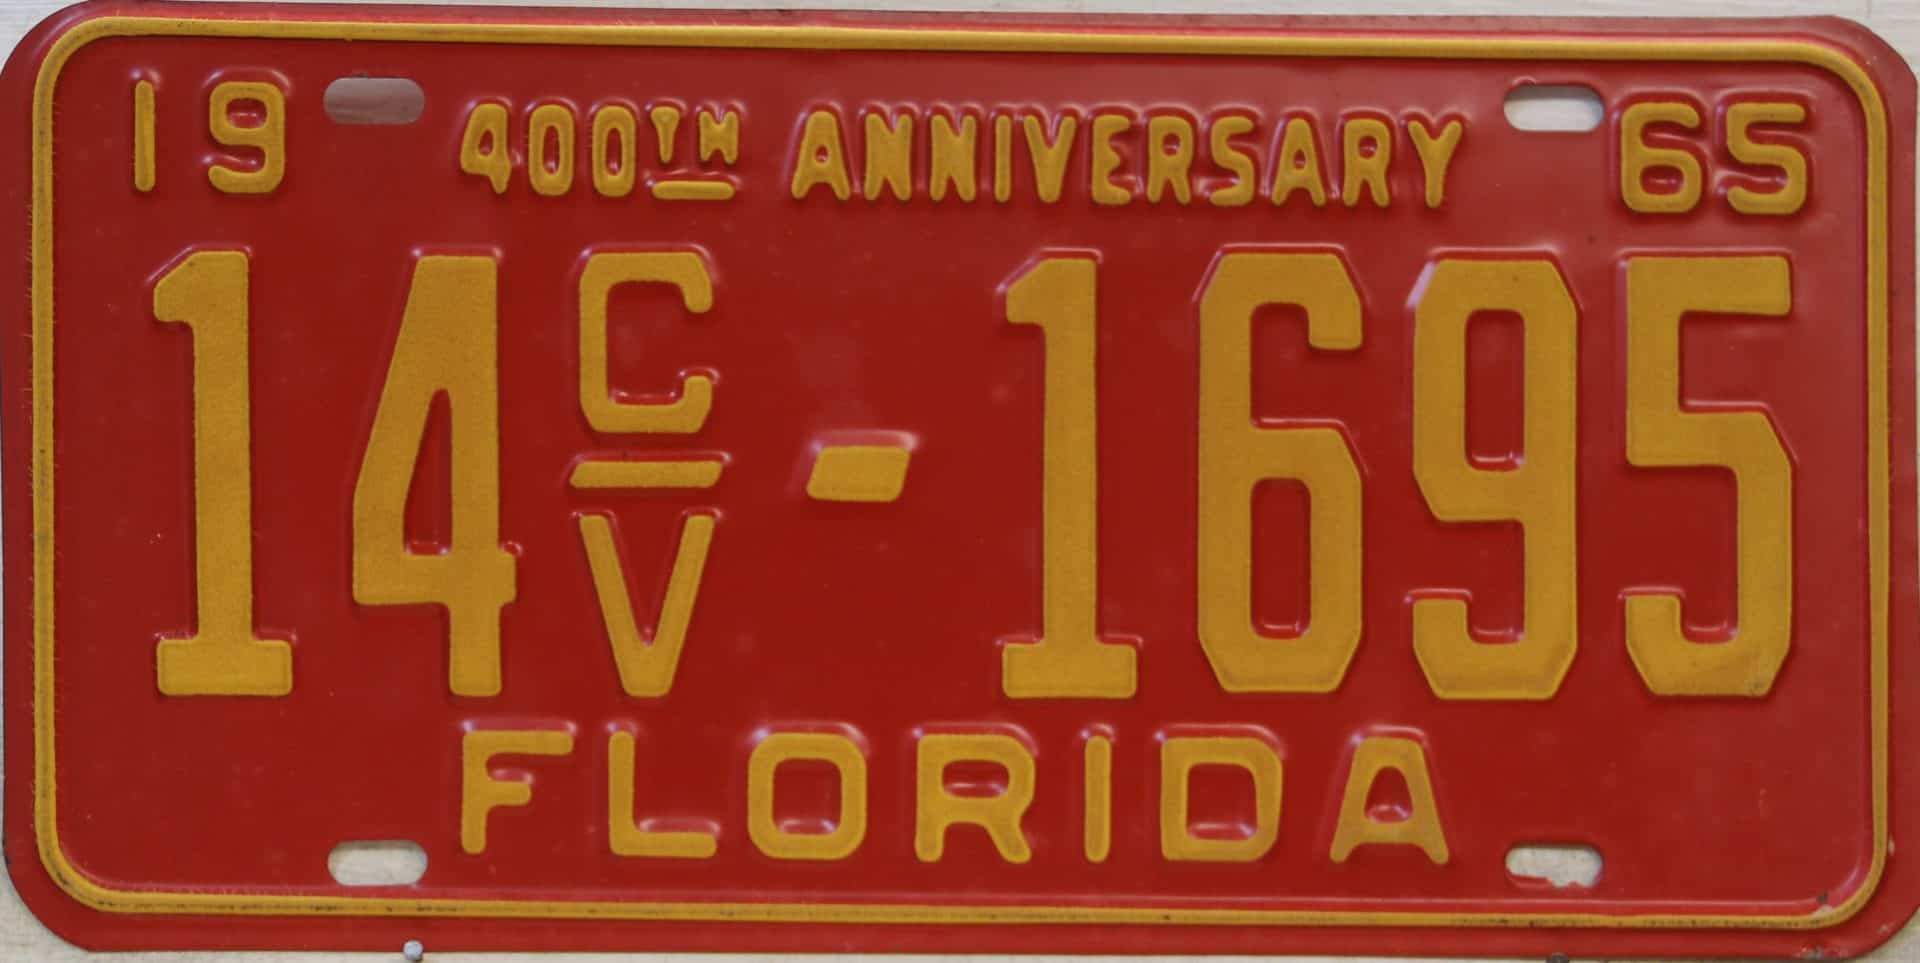 19 400TH ANNIVERSARY 65
14 C/V - 1695
FLORIDA